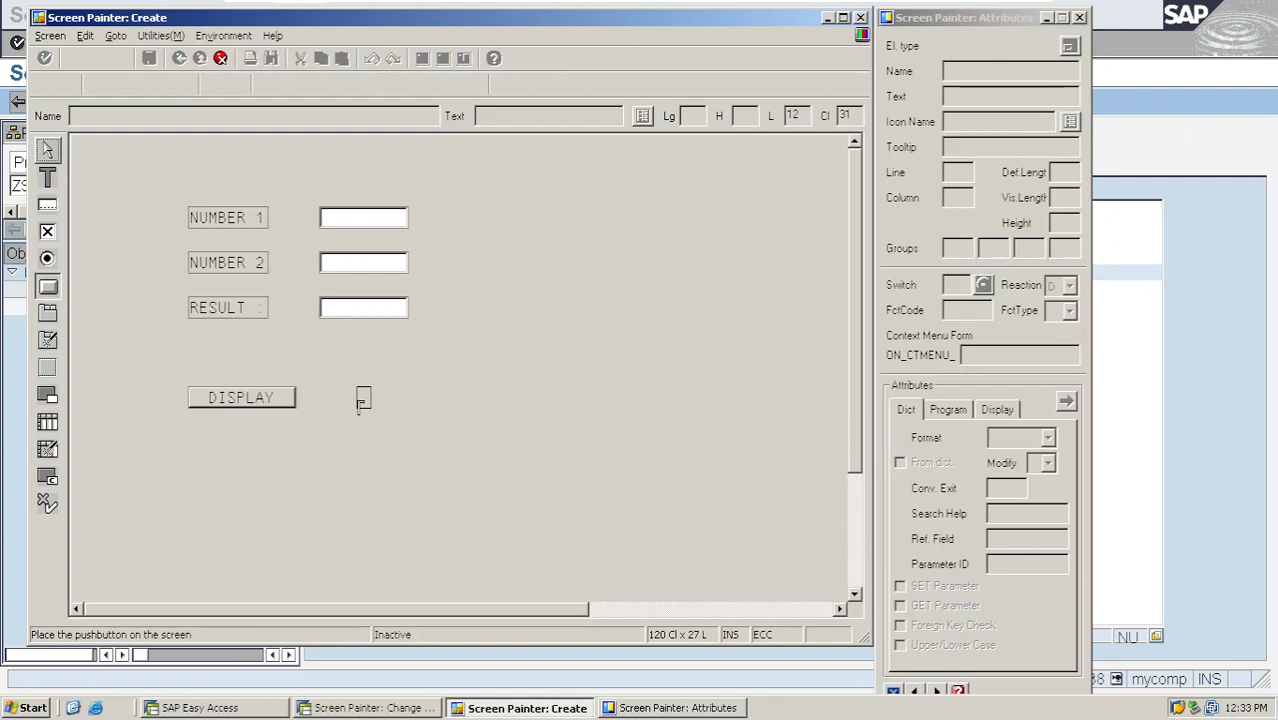 Screen Painter: Create
Screen Edit Goto Utilities(M) Environment Help
Name Text Lg H L 12 Cl 31
NUMBER 1
NUMBER 2
RESULT :
DISPLAY
Place the pushbutton on the screen Inactive 120 Cl x 27 L INS ECC
Screen Painter: Attributes
El. type
Name
Text
Icon Name
Tooltip
Line Def.Length
Column Vis.Length
Height
Groups
Switch Reaction D
FctCode FctType
Context Menu Form
ON_CTMENU_
Attributes
Dict Program Display
Format
From dict. Modify
Conv. Exit
Search Help
Ref. Field
Parameter ID
SET Parameter
GET Parameter
Foreign Key Check
Upper/Lower Case
SAP
NU
mycomp INS
Start SAP Easy Access Screen Painter: Change ... Screen Painter: Create Screen Painter: Attributes 12:33 PM